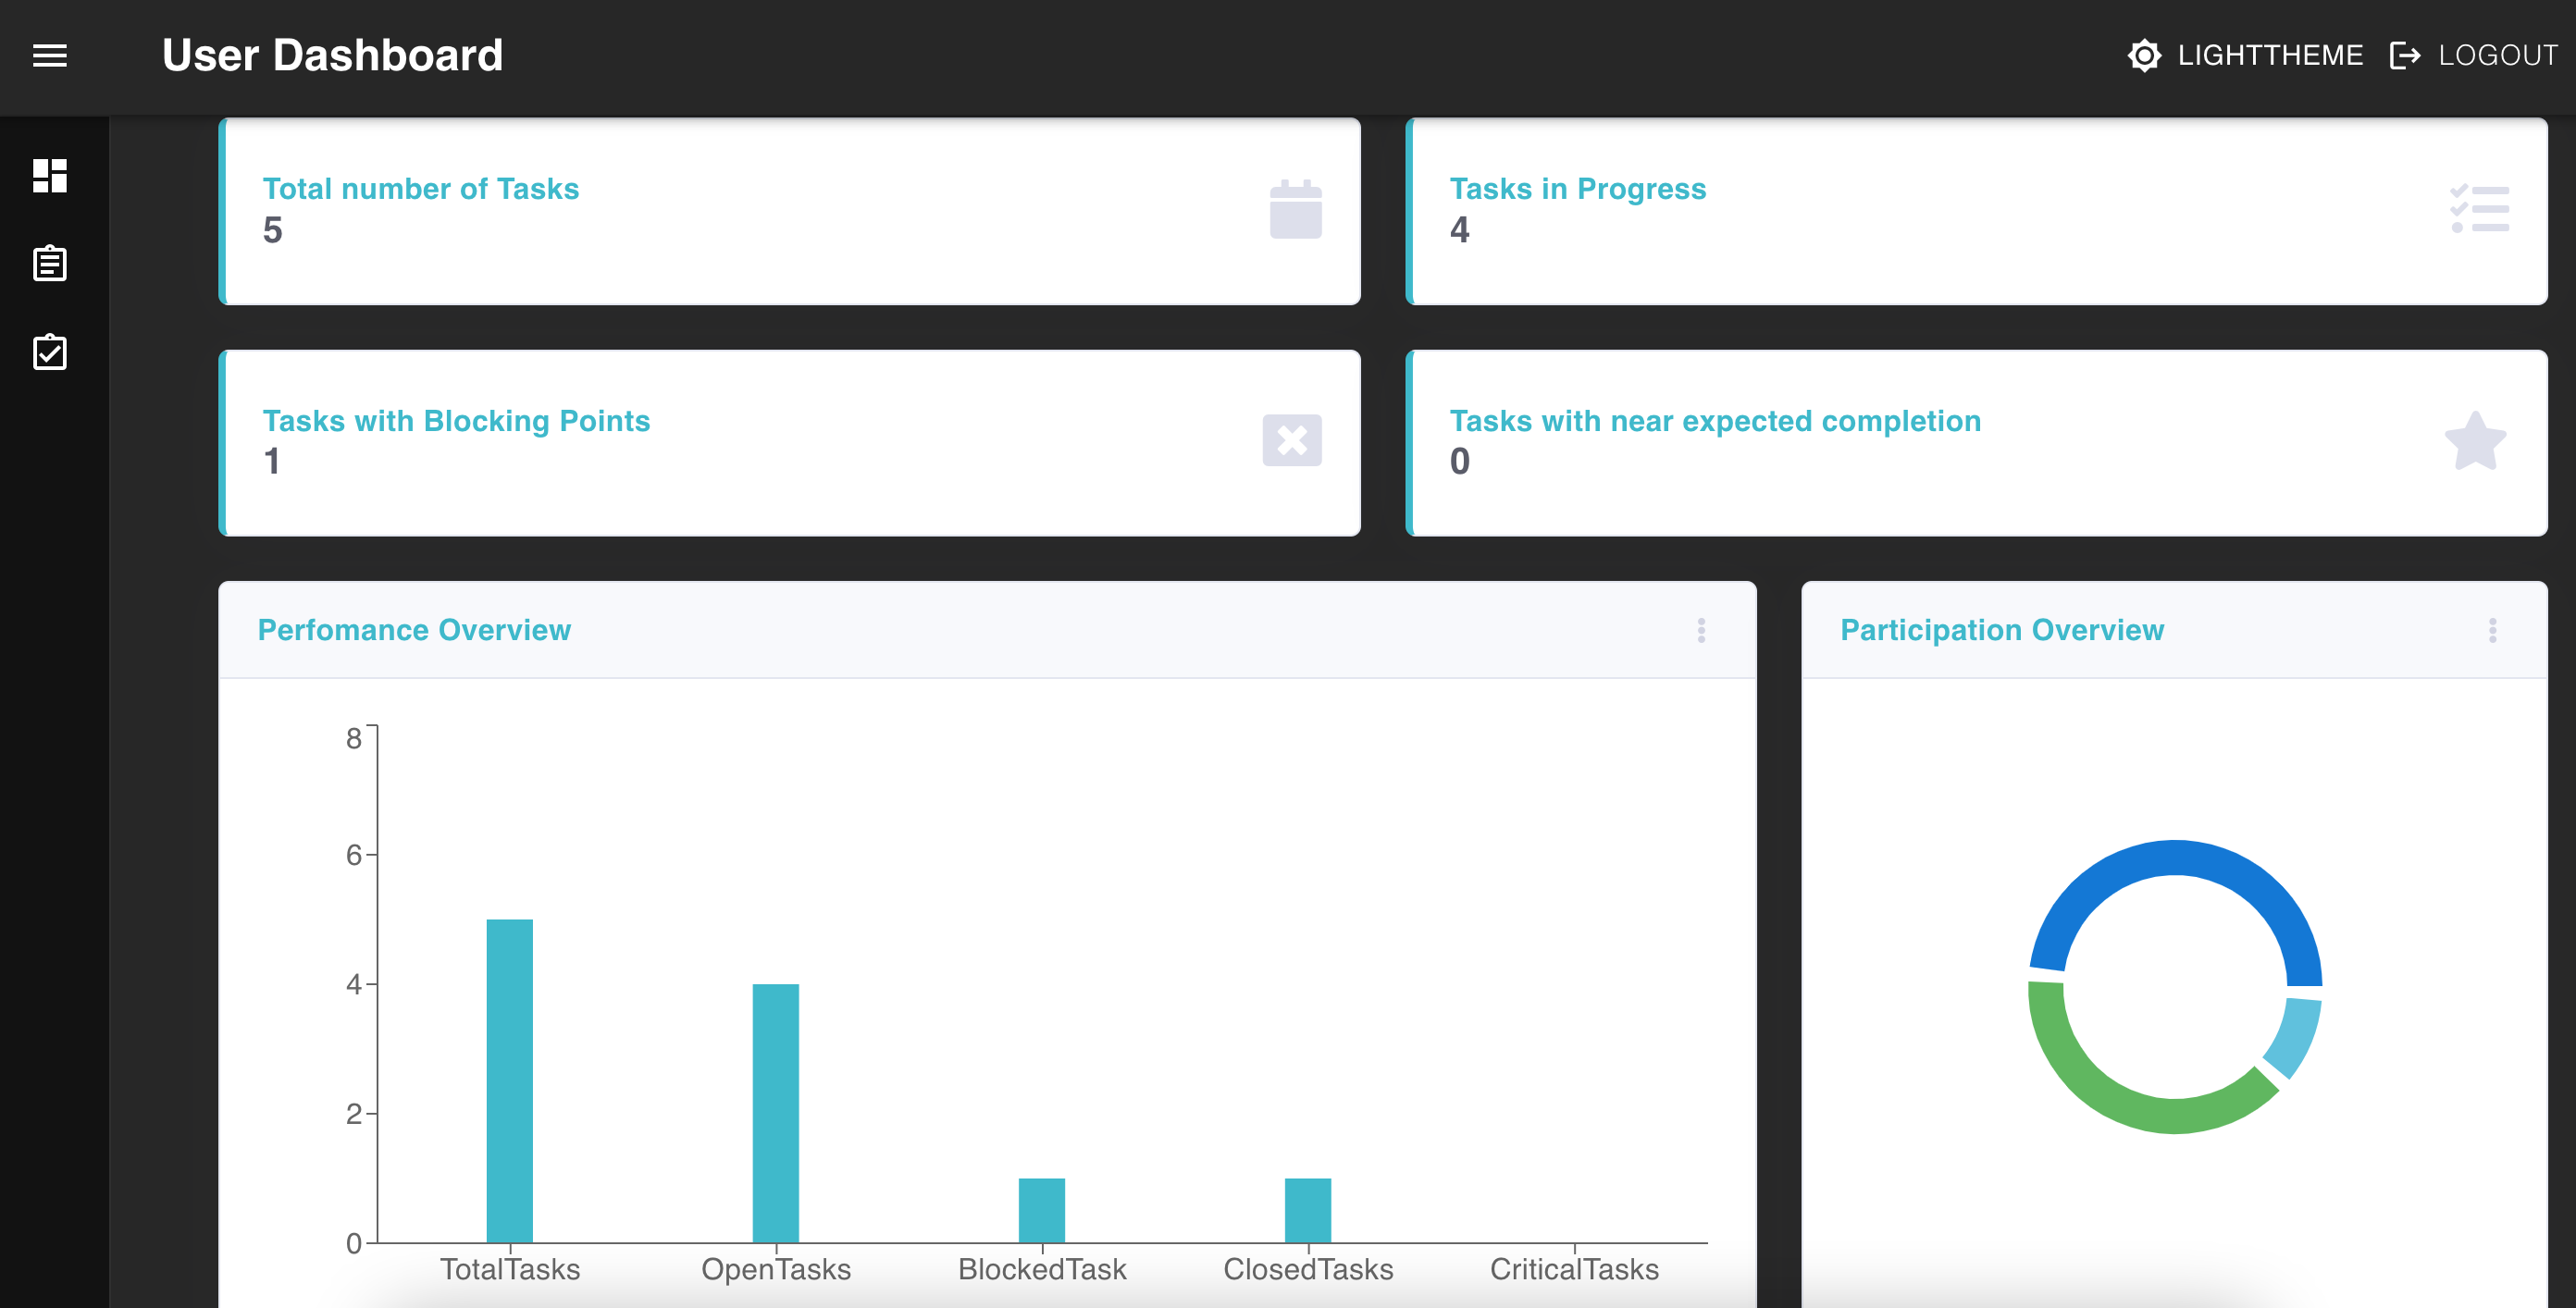 User Dashboard
LIGHTTHEME
LOGOUT
Total number of Tasks
5
Tasks in Progress
4
Tasks with Blocking Points
1
Tasks with near expected completion
0
Perfomance Overview
Participation Overview
8
6
4
2
0
TotalTasks
OpenTasks
BlockedTask
ClosedTasks
CriticalTasks